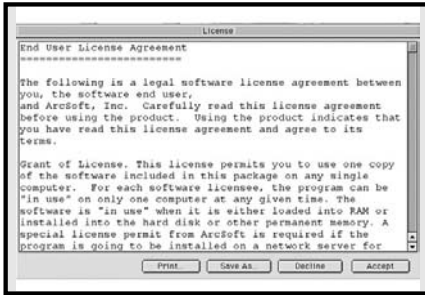 License
End User License Agreement
==========================
The following is a legal software license agreement between
you, the software end user,
and ArcSoft, Inc.  Carefully read this license agreement
before using the product.  Using the product indicates that
you have read this license agreement and agree to its
terms.
Grant of License. This license permits you to use one copy
of the software included in this package on any single
computer.  For each software licensee, the program can be
"in use" on only one computer at any given time. The
software is "in use" when it is either loaded into RAM or
installed into the hard disk or other permanent memory. A
special license permit from ArcSoft is required if the
program is going to be installed on a network server for
Print... Save As... Decline Accept